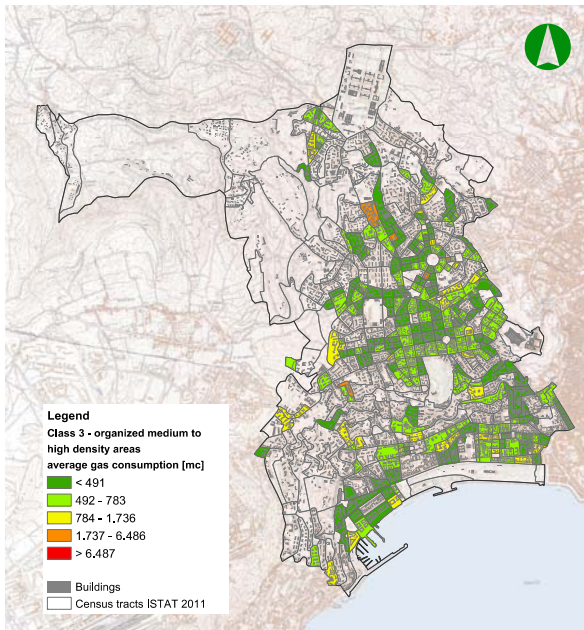 Legend
Class 3 - organized medium to
high density areas
average gas consumption [mc]
< 491
492 - 783
784 - 1.736
1.737 - 6.486
> 6.487
Buildings
Census tracts ISTAT 2011